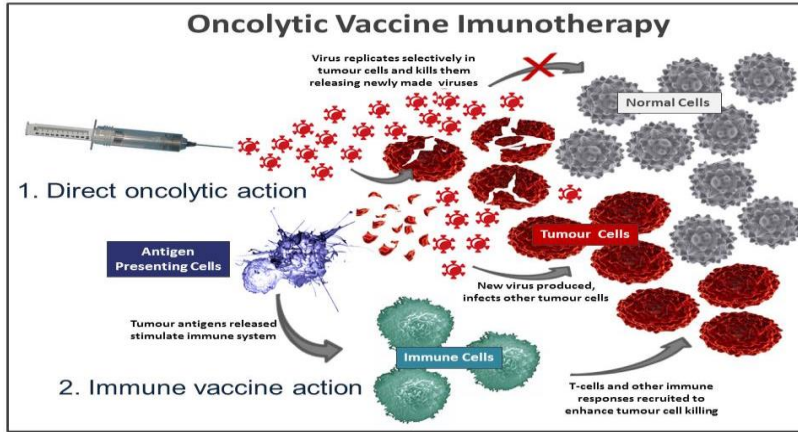 Oncolytic Vaccine Imunotherapy
Virus replicates selectively in
tumour cells and kills them
releasing newly made viruses
Normal Cells
1. Direct oncolytic action
Antigen
Presenting Cells
Tumour Cells
New virus produced,
infects other tumour cells
Tumour antigens released
stimulate immune system
Immune Cells
2. Immune vaccine action
T-cells and other immune
responses recruited to
enhance tumour cell killing